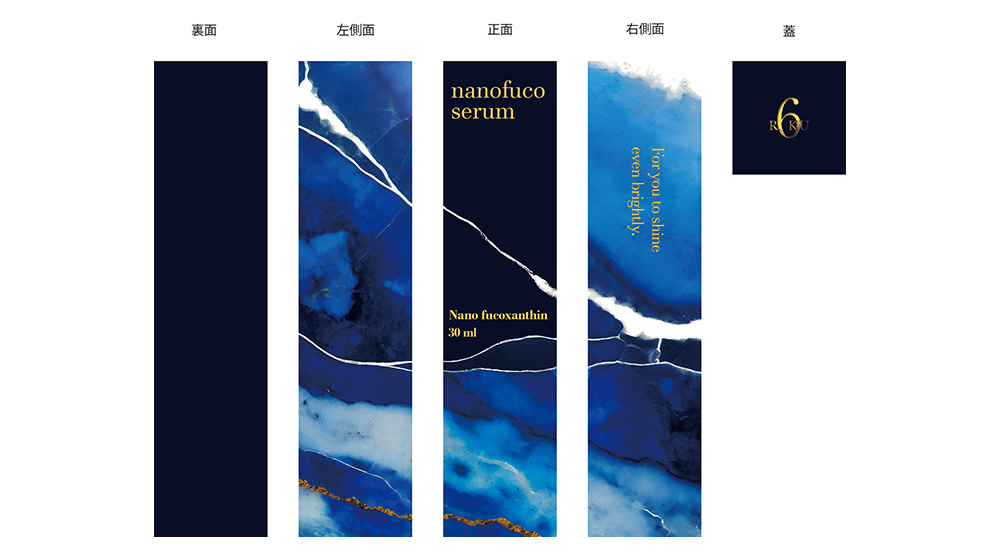 裏面
左側面
正面
右側面
蓋
nanofuco
serum
Nano fucoxanthin
30 ml
For you to shine
even brightly.
6
R KU